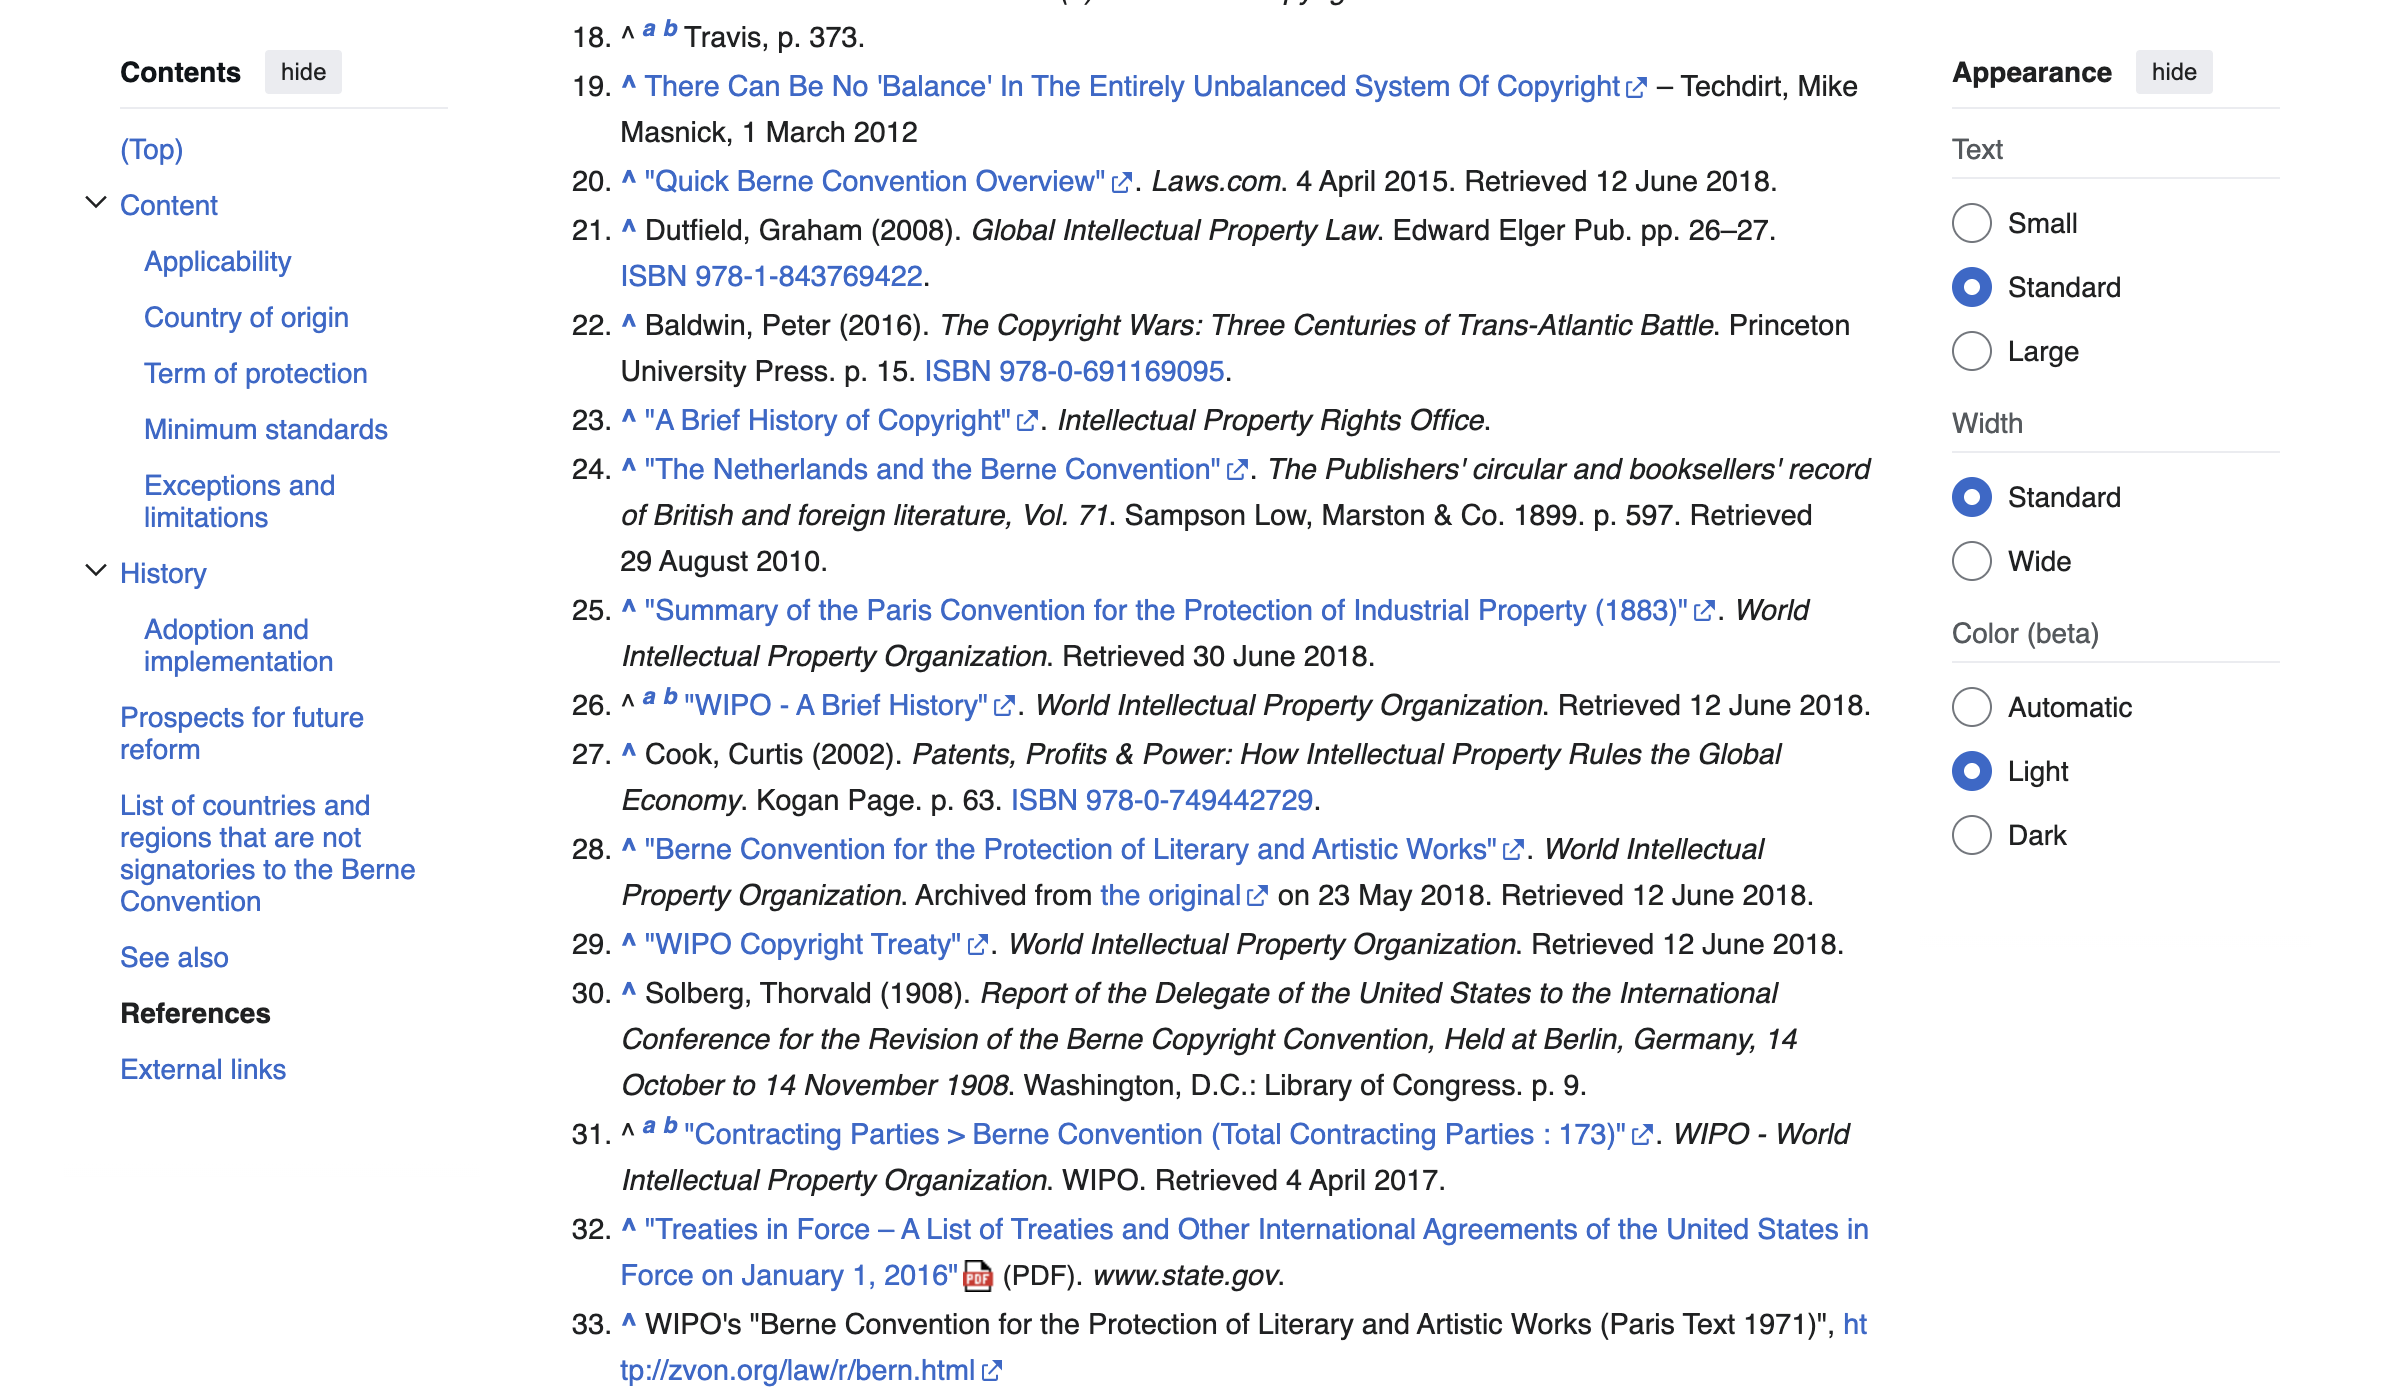 Contents hide
(Top)
Content
Applicability
Country of origin
Term of protection
Minimum standards
Exceptions and
limitations
History
Adoption and
implementation
Prospects for future
reform
List of countries and
regions that are not
signatories to the Berne
Convention
See also
References
External links
18. ^ a b Travis, p. 373.
19. ^ There Can Be No 'Balance' In The Entirely Unbalanced System Of Copyright – Techdirt, Mike
Masnick, 1 March 2012
20. ^ "Quick Berne Convention Overview". Laws.com. 4 April 2015. Retrieved 12 June 2018.
21. ^ Dutfield, Graham (2008). Global Intellectual Property Law. Edward Elger Pub. pp. 26–27.
ISBN 978-1-843769422.
22. ^ Baldwin, Peter (2016). The Copyright Wars: Three Centuries of Trans-Atlantic Battle. Princeton
University Press. p. 15. ISBN 978-0-691169095.
23. ^ "A Brief History of Copyright". Intellectual Property Rights Office.
24. ^ "The Netherlands and the Berne Convention". The Publishers' circular and booksellers' record
of British and foreign literature, Vol. 71. Sampson Low, Marston & Co. 1899. p. 597. Retrieved
29 August 2010.
25. ^ "Summary of the Paris Convention for the Protection of Industrial Property (1883)". World
Intellectual Property Organization. Retrieved 30 June 2018.
26. ^ a b "WIPO - A Brief History". World Intellectual Property Organization. Retrieved 12 June 2018.
27. ^ Cook, Curtis (2002). Patents, Profits & Power: How Intellectual Property Rules the Global
Economy. Kogan Page. p. 63. ISBN 978-0-749442729.
28. ^ "Berne Convention for the Protection of Literary and Artistic Works". World Intellectual
Property Organization. Archived from the original on 23 May 2018. Retrieved 12 June 2018.
29. ^ "WIPO Copyright Treaty". World Intellectual Property Organization. Retrieved 12 June 2018.
30. ^ Solberg, Thorvald (1908). Report of the Delegate of the United States to the International
Conference for the Revision of the Berne Copyright Convention, Held at Berlin, Germany, 14
October to 14 November 1908. Washington, D.C.: Library of Congress. p. 9.
31. ^ a b "Contracting Parties > Berne Convention (Total Contracting Parties : 173)". WIPO - World
Intellectual Property Organization. WIPO. Retrieved 4 April 2017.
32. ^ "Treaties in Force – A List of Treaties and Other International Agreements of the United States in
Force on January 1, 2016" PDF (PDF). www.state.gov.
33. ^ WIPO's "Berne Convention for the Protection of Literary and Artistic Works (Paris Text 1971)", ht
tp://zvon.org/law/r/bern.html
Appearance hide
Text
Small
Standard
Large
Width
Standard
Wide
Color (beta)
Automatic
Light
Dark